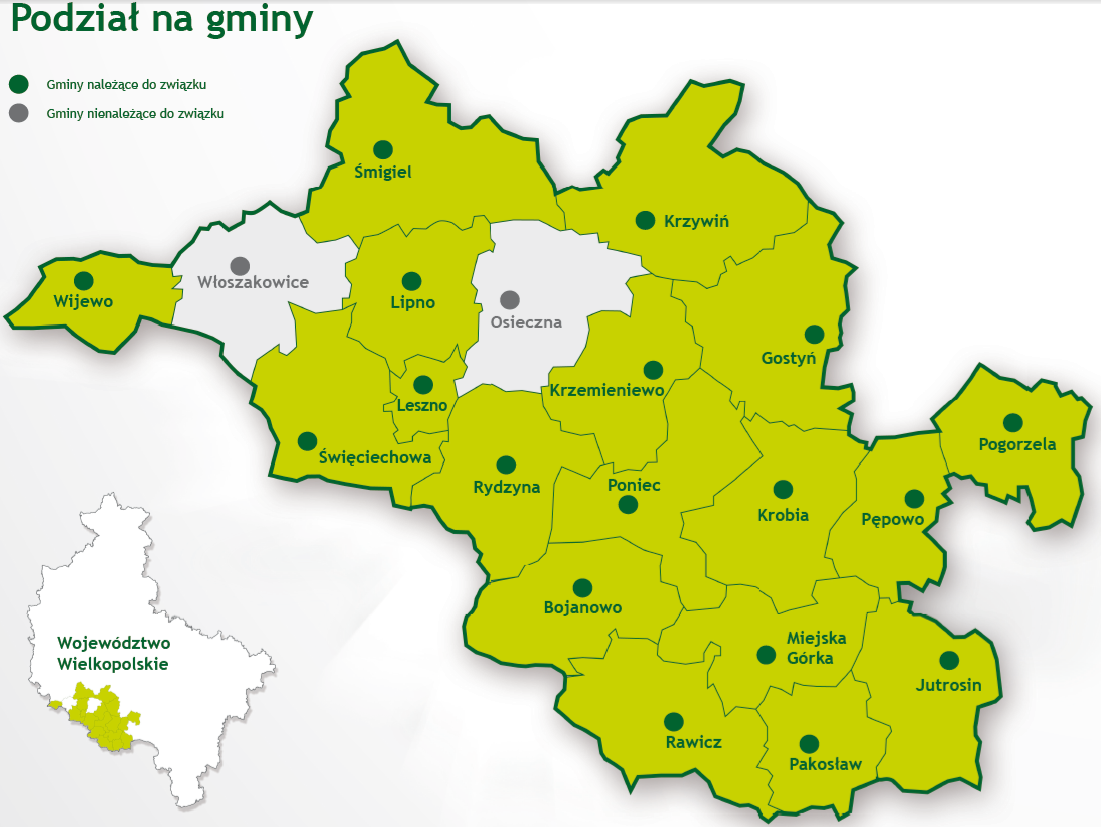 Podział na gminy
Gminy należące do związku
Gminy nienależące do związku
Śmigiel
Krzywiń
Włoszakowice
Wijewo
Lipno
Osieczna
Gostyń
Krzemieniewo
Leszno
Pogorzela
Święciechowa
Rydzyna
Poniec
Krobia
Pępowo
Bojanowo
Miejska
Górka
Województwo
Wielkopolskie
Jutrosin
Rawicz
Pakosław